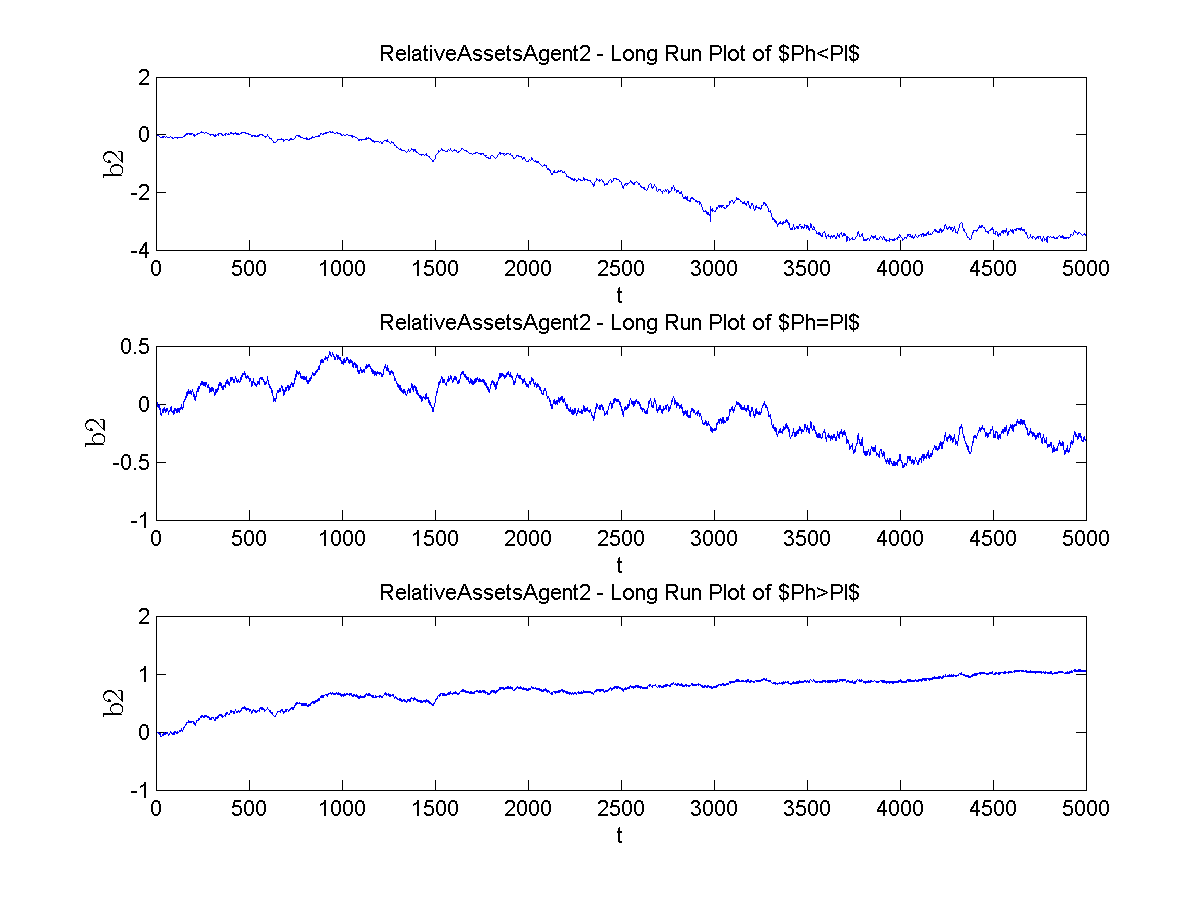 RelativeAssetsAgent2 - Long Run Plot of $Ph<Pl$
2
0
-2
-4
b2
0 500 1000 1500 2000 2500 3000 3500 4000 4500 5000
t
RelativeAssetsAgent2 - Long Run Plot of $Ph=Pl$
0.5
0
-0.5
-1
b2
0 500 1000 1500 2000 2500 3000 3500 4000 4500 5000
t
RelativeAssetsAgent2 - Long Run Plot of $Ph>Pl$
2
1
0
-1
b2
0 500 1000 1500 2000 2500 3000 3500 4000 4500 5000
t